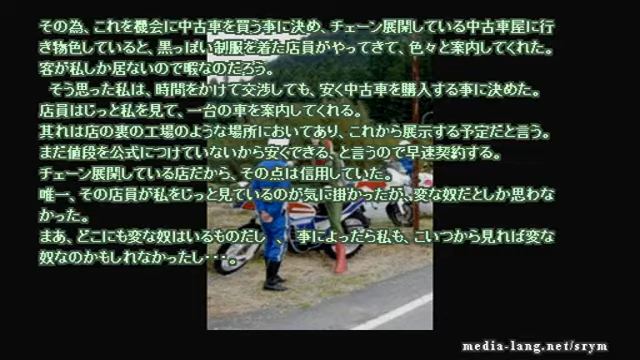 その為、これを機会に中古車を買う事に決め、チェーン展開している中古車屋に行
き物色していると、黒っぽい制服を着た店員がやってきて、色々と案内してくれた。
客が私しか居ないので暇なのだろう。
そう思った私は、時間をかけて交渉しても、安く中古車を購入する事に決めた。
店員はじっと私を見て、一台の車を案内してくれる。
其れは店の裏の工場のような場所においてあり、これから展示する予定だと言う。
まだ値段を公式につけていないから安くできる、と言うので早速契約する。
チェーン展開している店だから、その点は信用していた。
唯一、その店員が私をじっと見ているのが気に掛かったが、変な奴だとしか思わな
かった。
まあ、どこにも変な奴はいるものだし 、 事によったら私も、こいつから見れば変な
奴なのかもしれなかったし・・・。
media-lang.net/srym